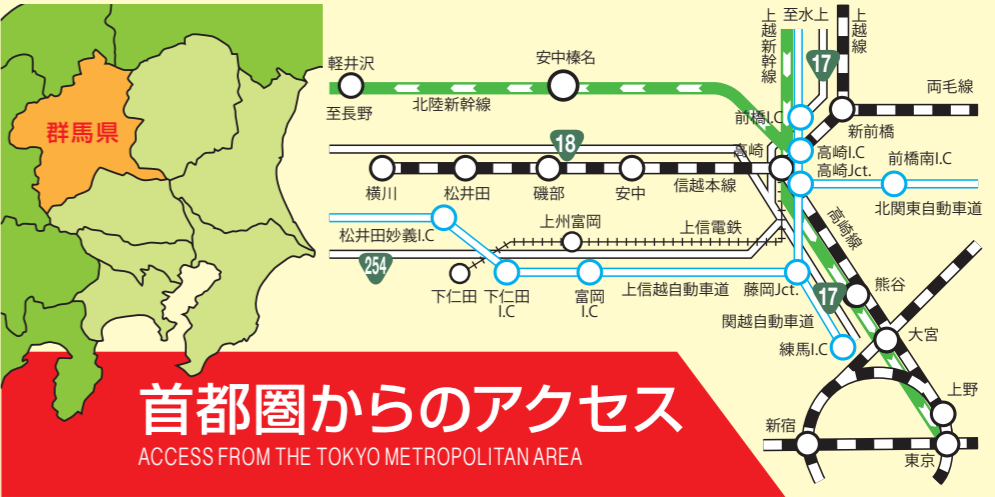 群馬県
軽井沢
至長野
北陸新幹線
安中榛名
上越新幹線
至水上
17
上越線
両毛線
前橋I.C
新前橋
高崎
高崎I.C
高崎Jct.
前橋南I.C
北関東自動車道
18
横川
松井田
磯部
安中
信越本線
松井田妙義I.C
上州富岡
上信電鉄
高崎線
254
下仁田
下仁田
I.C
富岡
I.C
上信越自動車道
藤岡Jct.
17
熊谷
関越自動車道
練馬I.C
大宮
上野
新宿
東京
首都圏からのアクセス
ACCESS FROM THE TOKYO METROPOLITAN AREA